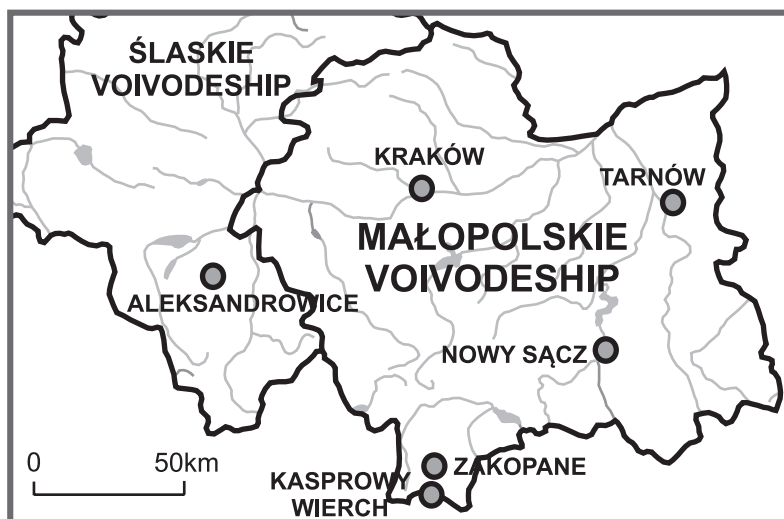 ŚLASKIE
VOIVODESHIP
KRAKÓW
TARNÓW
MAŁOPOLSKIE
VOIVODESHIP
ALEKSANDROWICE
NOWY SĄCZ
0 50km
ZAKOPANE
KASPROWY
WIERCH